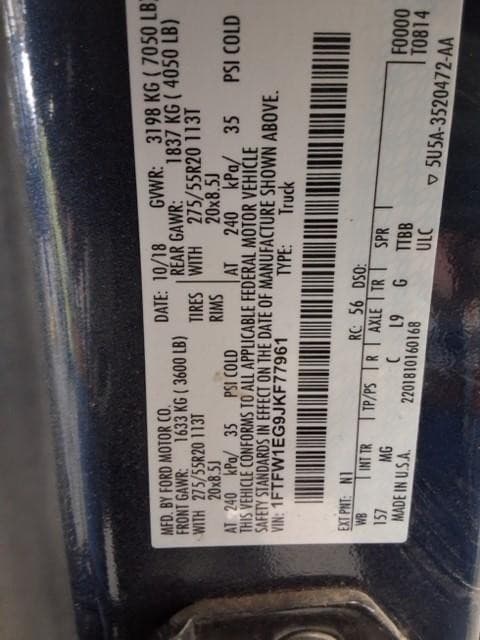 MFD. BY FORD MOTOR CO.
DATE: 10/18 GVWR: 3198 KG ( 7050 LB)
FRONT GAWR: 1633 KG (3600 LB) REAR GAWR: 1837 KG ( 4050 LB)
WITH 275/55R20 113T TIRES WITH 275/55R20 113T
20x8.5J RIMS 20x8.5J
AT 240 kPa/ 35 PSI COLD AT 240 kPa/ 35 PSI COLD
THIS VEHICLE CONFORMS TO ALL APPLICABLE FEDERAL MOTOR VEHICLE
SAFETY STANDARDS IN EFFECT ON THE DATE OF MANUFACTURE SHOWN ABOVE.
VIN: 1FTFW1EG9JKF77961 TYPE: Truck
F0000
T0814
EXT PNT: N1 RC: 56 DSO:
WB INT TR TP/PS R AXLE TR SPR
157 MG C L9 G TTBB
MADE IN U.S.A. 2201810160168 ULC
▽ 5U5A-3520472-AA